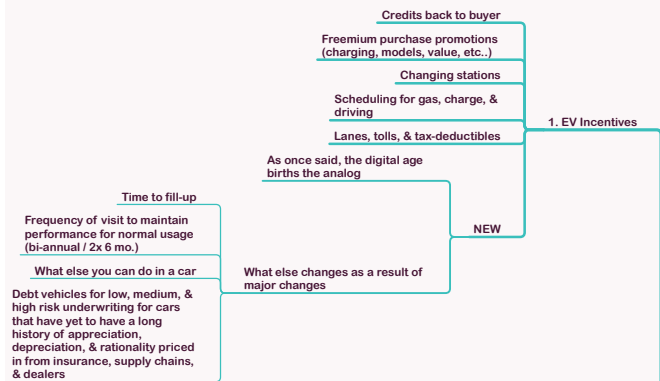 Credits back to buyer
Freemium purchase promotions
(charging, models, value, etc..)
Changing stations
Scheduling for gas, charge, &
driving
1. EV Incentives
Lanes, tolls, & tax-deductibles
As once said, the digital age
births the analog
Time to fill-up
Frequency of visit to maintain
performance for normal usage
(bi-annual / 2x 6 mo.)
NEW
What else you can do in a car
What else changes as a result of
major changes
Debt vehicles for low, medium, &
high risk underwriting for cars
that have yet to have a long
history of appreciation,
depreciation, & rationality priced
in from insurance, supply chains,
& dealers